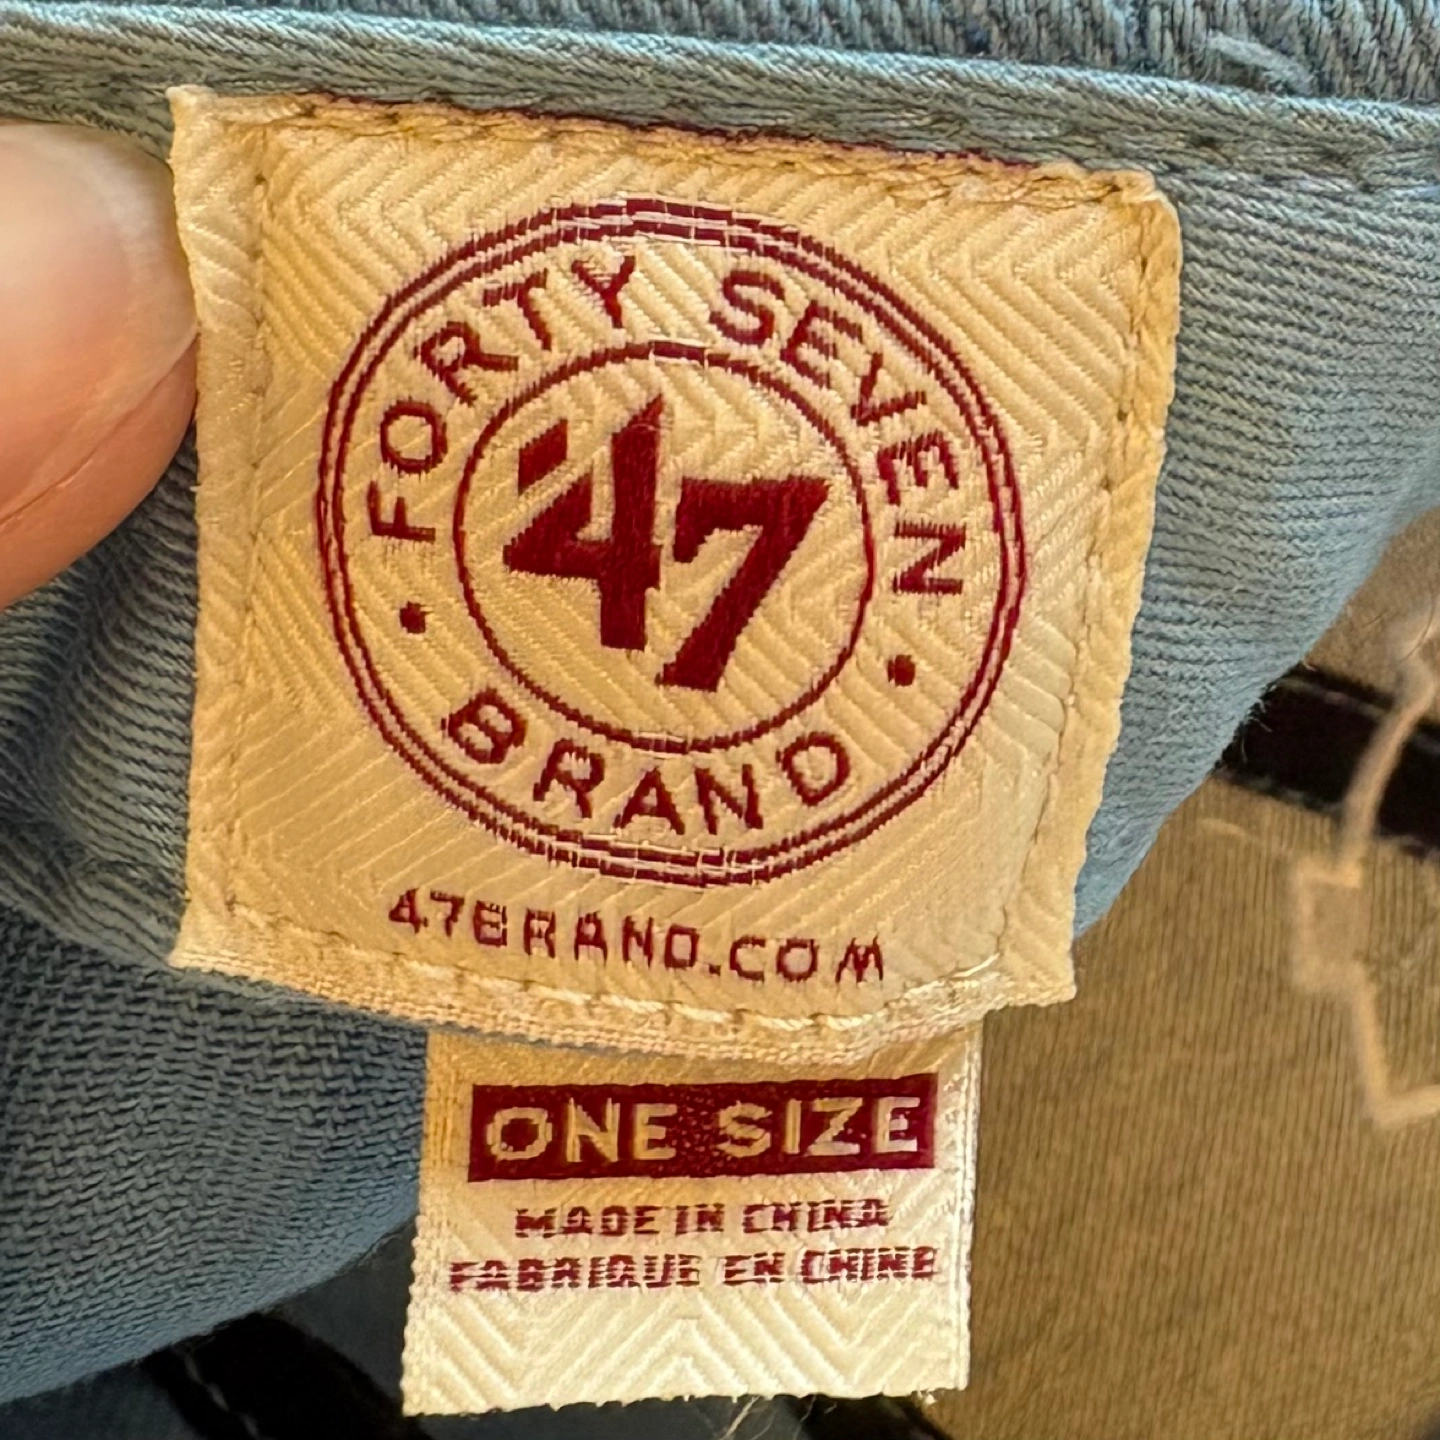 FORTY SEVEN
47
• BRAND •
47BRAND.COM
ONE SIZE
MADE IN CHINA
FABRIQUE EN CHINE